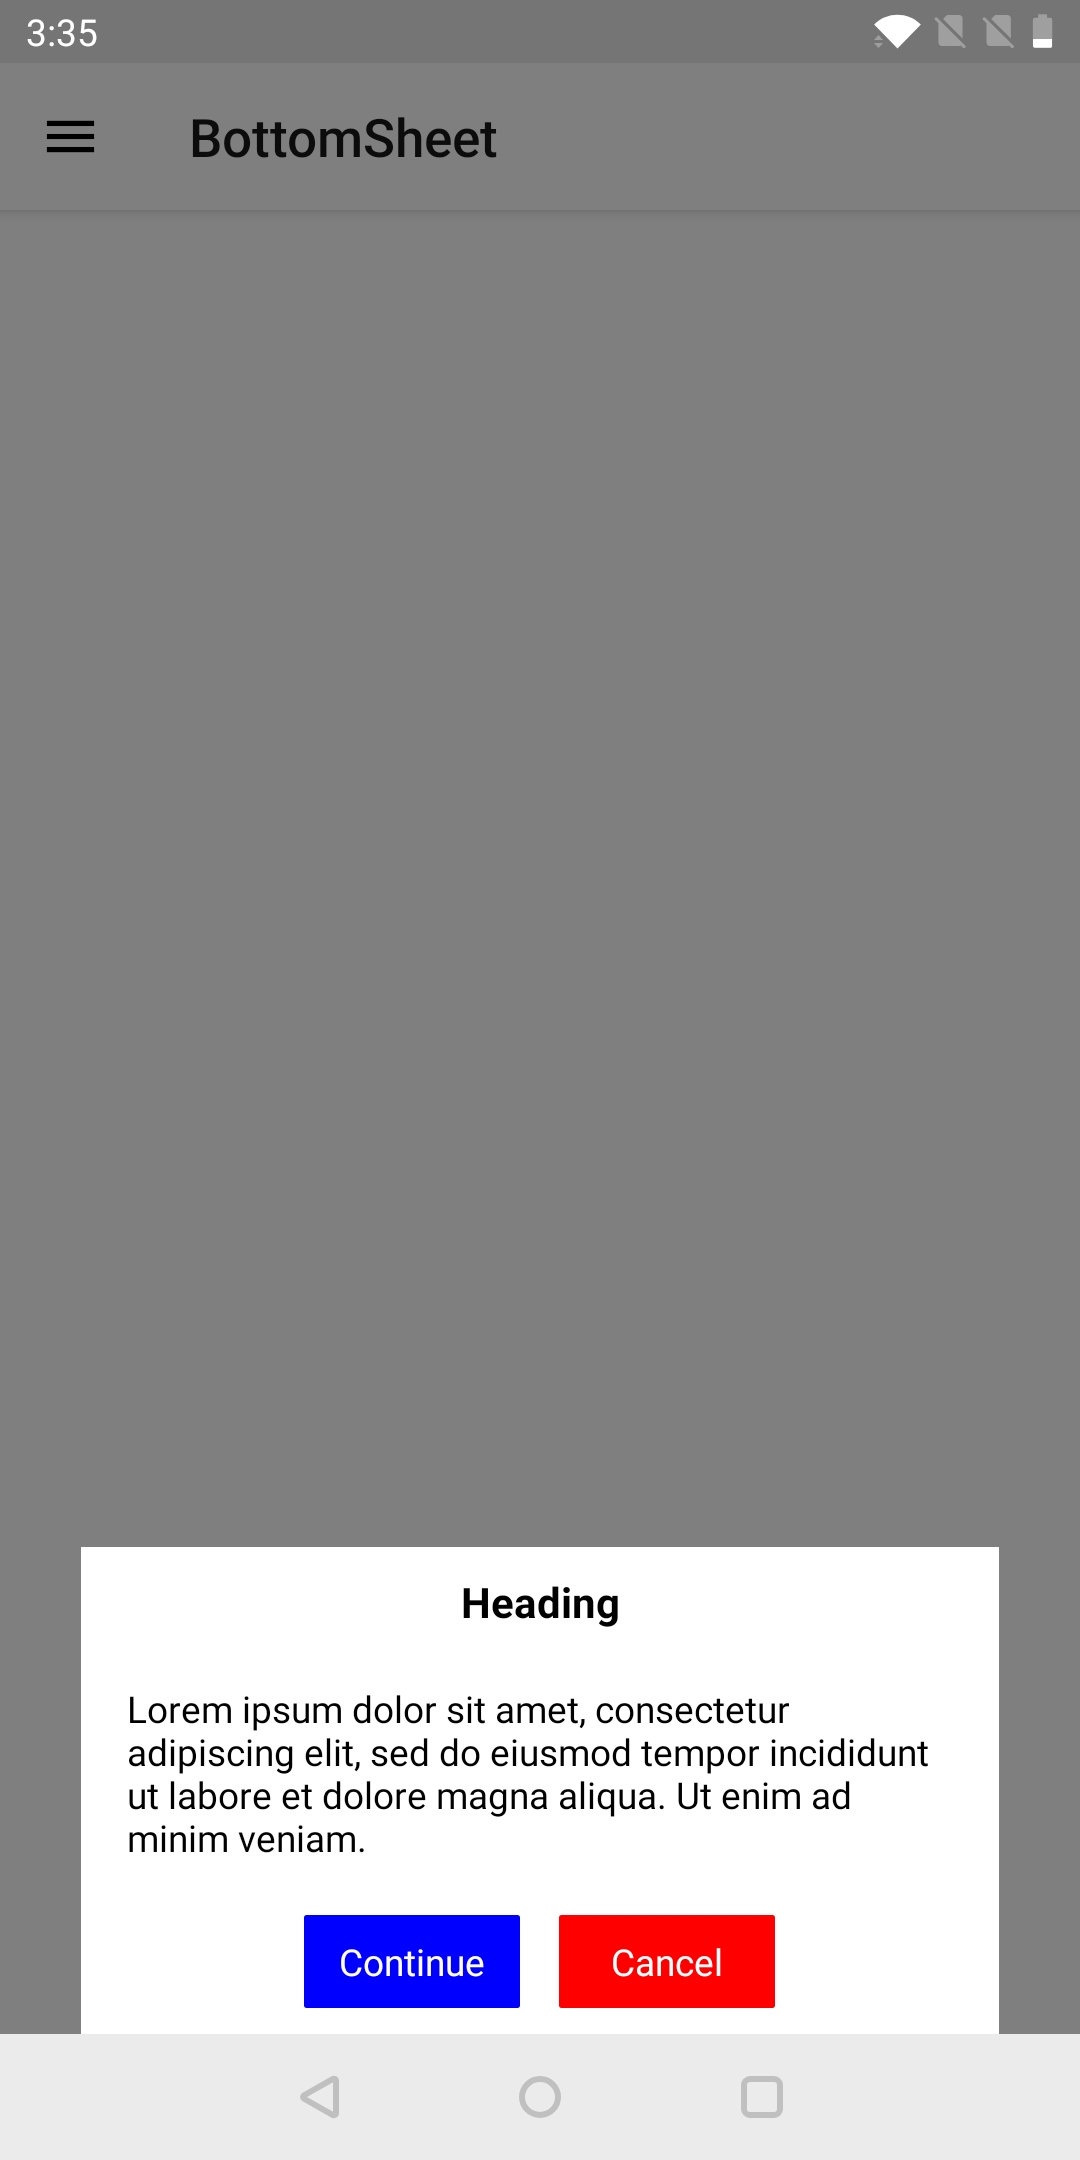 3:35
BottomSheet
Heading
Lorem ipsum dolor sit amet, consectetur
adipiscing elit, sed do eiusmod tempor incididunt
ut labore et dolore magna aliqua. Ut enim ad
minim veniam.
Continue
Cancel